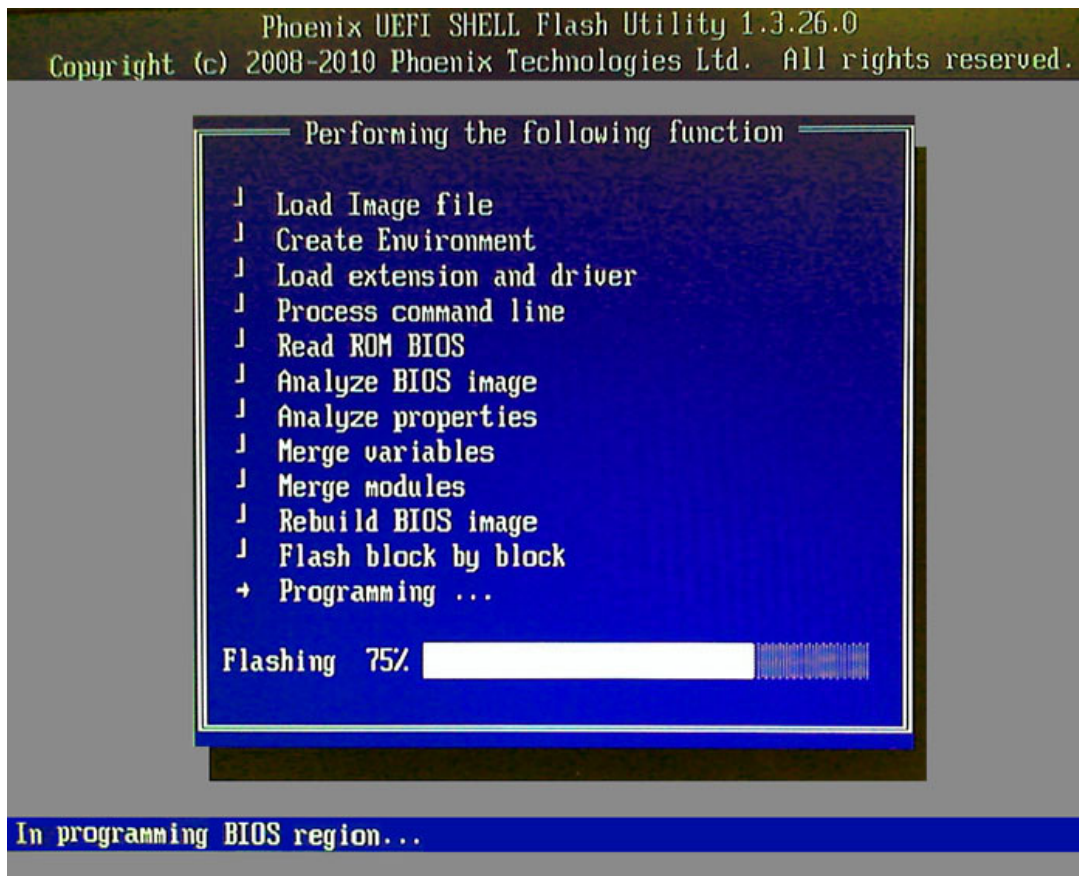 Phoenix UEFI SHELL Flash Utility 1.3.26.0
Copyright (c) 2008-2010 Phoenix Technologies Ltd. All rights reserved.
Performing the following function
Load Image file
Create Environment
Load extension and driver
Process command line
Read ROM BIOS
Analyze BIOS image
Analyze properties
Merge variables
Merge modules
Rebuild BIOS image
Flash block by block
Programming ...
Flashing 75%
In programming BIOS region...